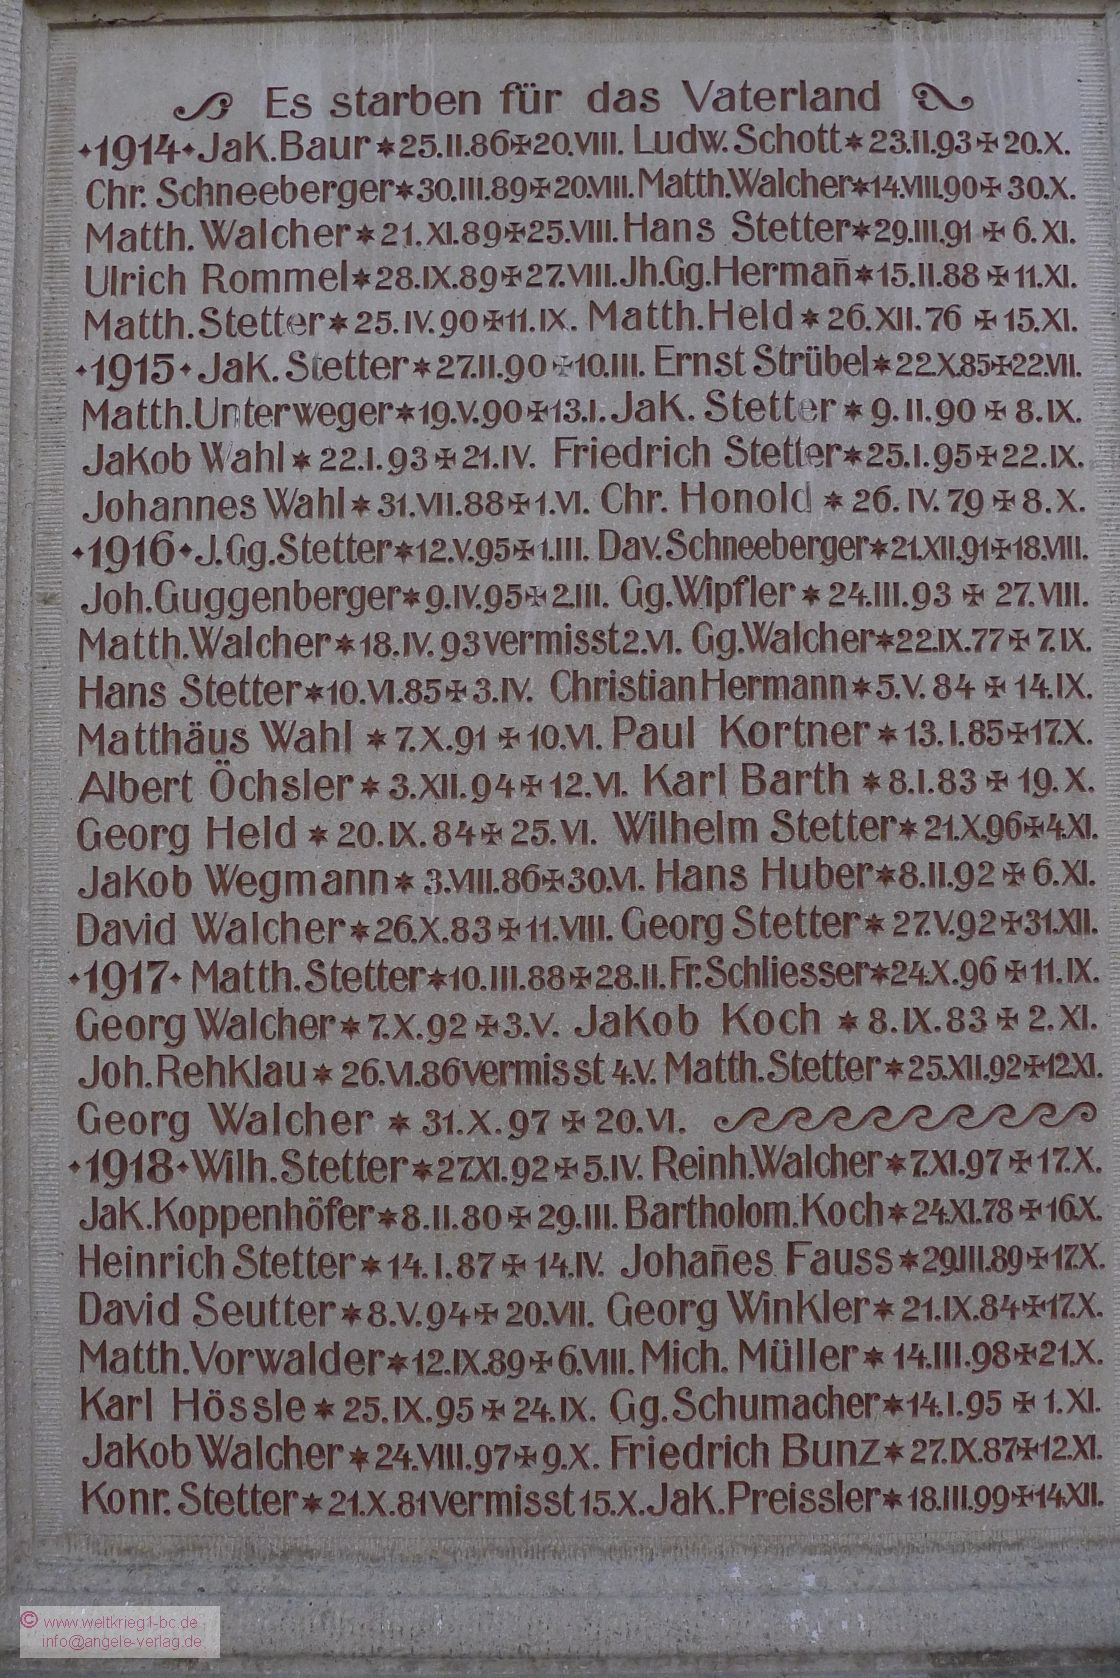 Es starben für das Vaterland
1914 Jak. Baur * 25.II.86 ✠ 20.VIII. Ludw. Schott * 23.II.93 ✠ 20.X.
Chr. Schneeberger * 30.III.89 ✠ 20.VIII. Matth. Walcher * 14.VIII.90 ✠ 30.X.
Matth. Walcher * 21.XI.89 ✠ 25.VIII. Hans Stetter * 29.III.91 ✠ 6.XI.
Ulrich Rommel * 28.IX.89 ✠ 27.VIII. Jh. Gg. Herman̄ * 15.II.88 ✠ 11.XI.
Matth. Stetter * 25.IV.90 ✠ 11.IX. Matth. Held * 26.XII.76 ✠ 15.XI.
1915 Jak. Stetter * 27.II.90 ✠ 10.III. Ernst Strübel * 22.X.85 ✠ 22.VII.
Matth. Unterweger * 19.V.90 ✠ 13.I. Jak. Stetter * 9.II.90 ✠ 8.IX.
Jakob Wahl * 22.I.93 ✠ 21.IV. Friedrich Stetter * 25.I.95 ✠ 22.IX.
Johannes Wahl * 31.VII.88 ✠ 1.VI. Chr. Honold * 26.IV.79 ✠ 8.X.
1916 J. Gg. Stetter * 12.V.95 ✠ 1.III. Dav. Schneeberger * 21.XII.91 ✠ 18.VIII.
Joh. Guggenberger * 9.IV.95 ✠ 2.III. Gg. Wipfler * 24.III.93 ✠ 27.VIII.
Matth. Walcher * 18.IV.93 vermisst 2.VI. Gg. Walcher * 22.IX.77 ✠ 7.IX.
Hans Stetter * 10.VI.85 ✠ 3.IV. Christian Hermann * 5.V.84 ✠ 14.IX.
Matthäus Wahl * 7.X.91 ✠ 10.VI. Paul Kortner * 13.I.85 ✠ 17.X.
Albert Öchsler * 3.XII.94 ✠ 12.VI. Karl Barth * 8.I.83 ✠ 19.X.
Georg Held * 20.IX.84 ✠ 25.VI. Wilhelm Stetter * 21.X.96 ✠ 4.XI.
Jakob Wegmann * 3.VIII.86 ✠ 30.VI. Hans Huber * 8.II.92 ✠ 6.XI.
David Walcher * 26.X.83 ✠ 11.VIII. Georg Stetter * 27.V.92 ✠ 31.XII.
1917 Matth. Stetter * 10.III.88 ✠ 28.II. Fr. Schliesser * 24.X.96 ✠ 11.IX.
Georg Walcher * 7.X.92 ✠ 3.V. Jakob Koch * 8.IX.83 ✠ 2.XI.
Joh. Rehklau * 26.VI.86 vermisst 4.V. Matth. Stetter * 25.XII.92 ✠ 12.XI.
Georg Walcher * 31.X.97 ✠ 20.VI.
1918 Wilh. Stetter * 27.XI.92 ✠ 5.IV. Reinh. Walcher * 7.XI.97 ✠ 17.X.
Jak. Koppenhöfer * 8.II.80 ✠ 29.III. Bartholom. Koch * 24.XI.78 ✠ 16.X.
Heinrich Stetter * 14.I.87 ✠ 14.IV. Johan̄es Fauss * 29.III.89 ✠ 17.X.
David Seutter * 8.V.94 ✠ 20.VII. Georg Winkler * 21.IX.84 ✠ 17.X.
Matth. Vorwalder * 12.IX.89 ✠ 6.VIII. Mich. Müller * 14.III.98 ✠ 21.X.
Karl Hössle * 25.IX.95 ✠ 24.IX. Gg. Schumacher * 14.I.95 ✠ 1.XI.
Jakob Walcher * 24.VIII.97 ✠ 9.X. Friedrich Bunz * 27.IX.87 ✠ 12.XI.
Konr. Stetter * 21.X.81 vermisst 15.X. Jak. Preissler * 18.III.99 ✠ 14.XII.
© www.weltkrieg1-bc.de
info@angele-verlag.de